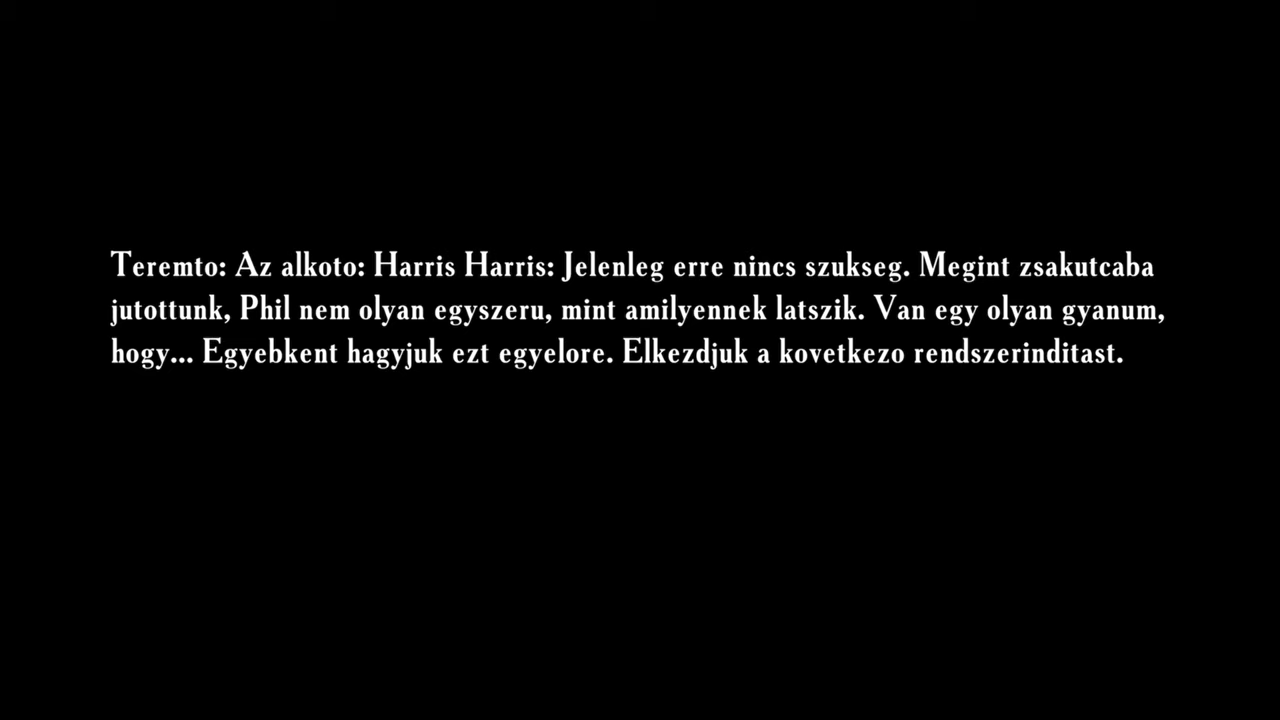 Teremto: Az alkoto: Harris Harris: Jelenleg erre nincs szukseg. Megint zsakutcaba
jutottunk, Phil nem olyan egyszeru, mint amilyennek latszik. Van egy olyan gyanum,
hogy... Egyebkent hagyjuk ezt egyelore. Elkezdjuk a kovetkezo rendszerinditast.